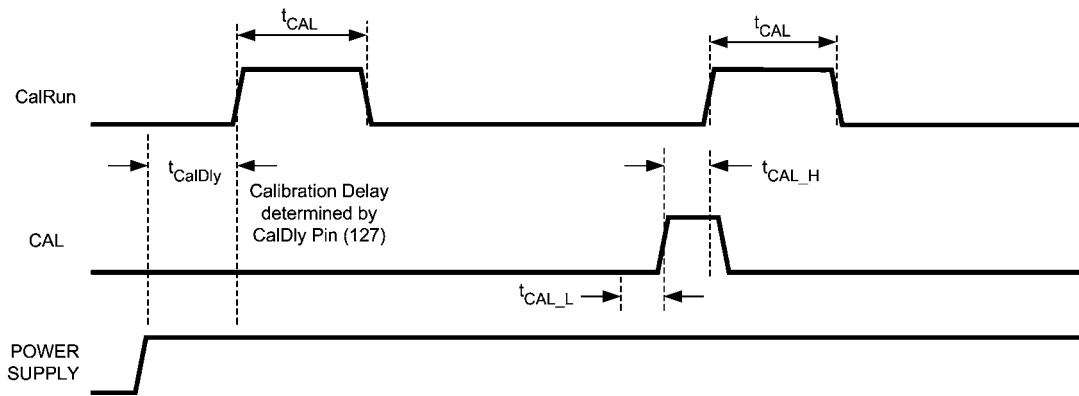 tCAL
tCAL
CalRun
tCalDly
tCAL_H
Calibration Delay
determined by
CalDly Pin (127)
CAL
tCAL_L
POWER
SUPPLY